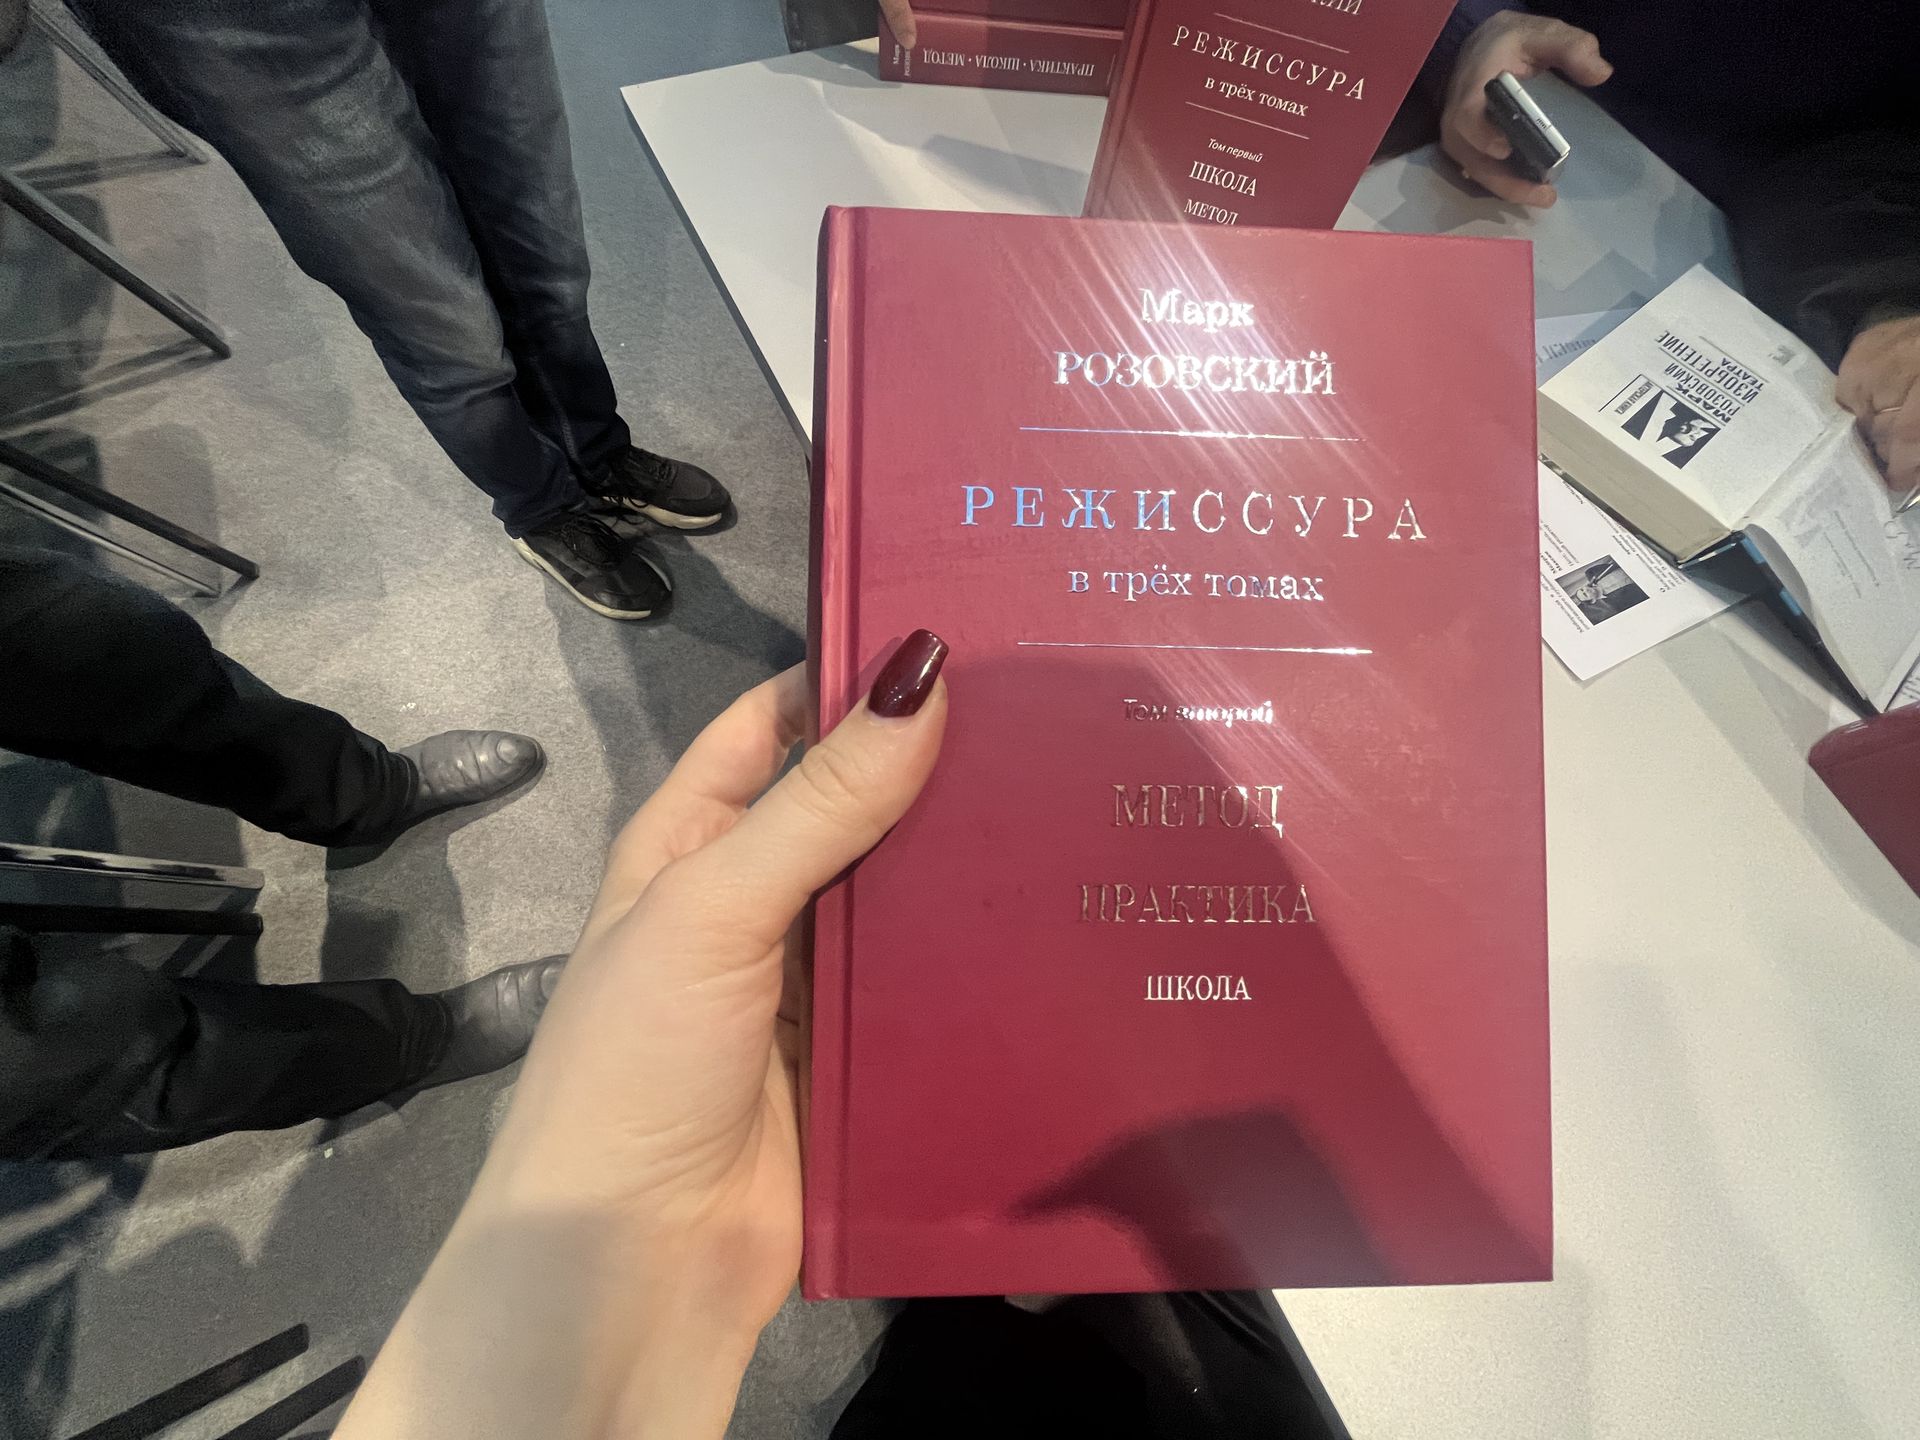 Марк
РОЗОВСКИЙ
РЕЖИССУРА
в трёх томах
Том второй
МЕТОД
ПРАКТИКА
ШКОЛА
РЕЖИССУРА
в трёх томах
Том первый
ШКОЛА
МЕТОД
Марк
ПРАКТИКА • ШКОЛА • МЕТОД
МАРК
РОЗОВСКИЙ
ИЗОБРЕТЕНИЕ
ТЕАТРА